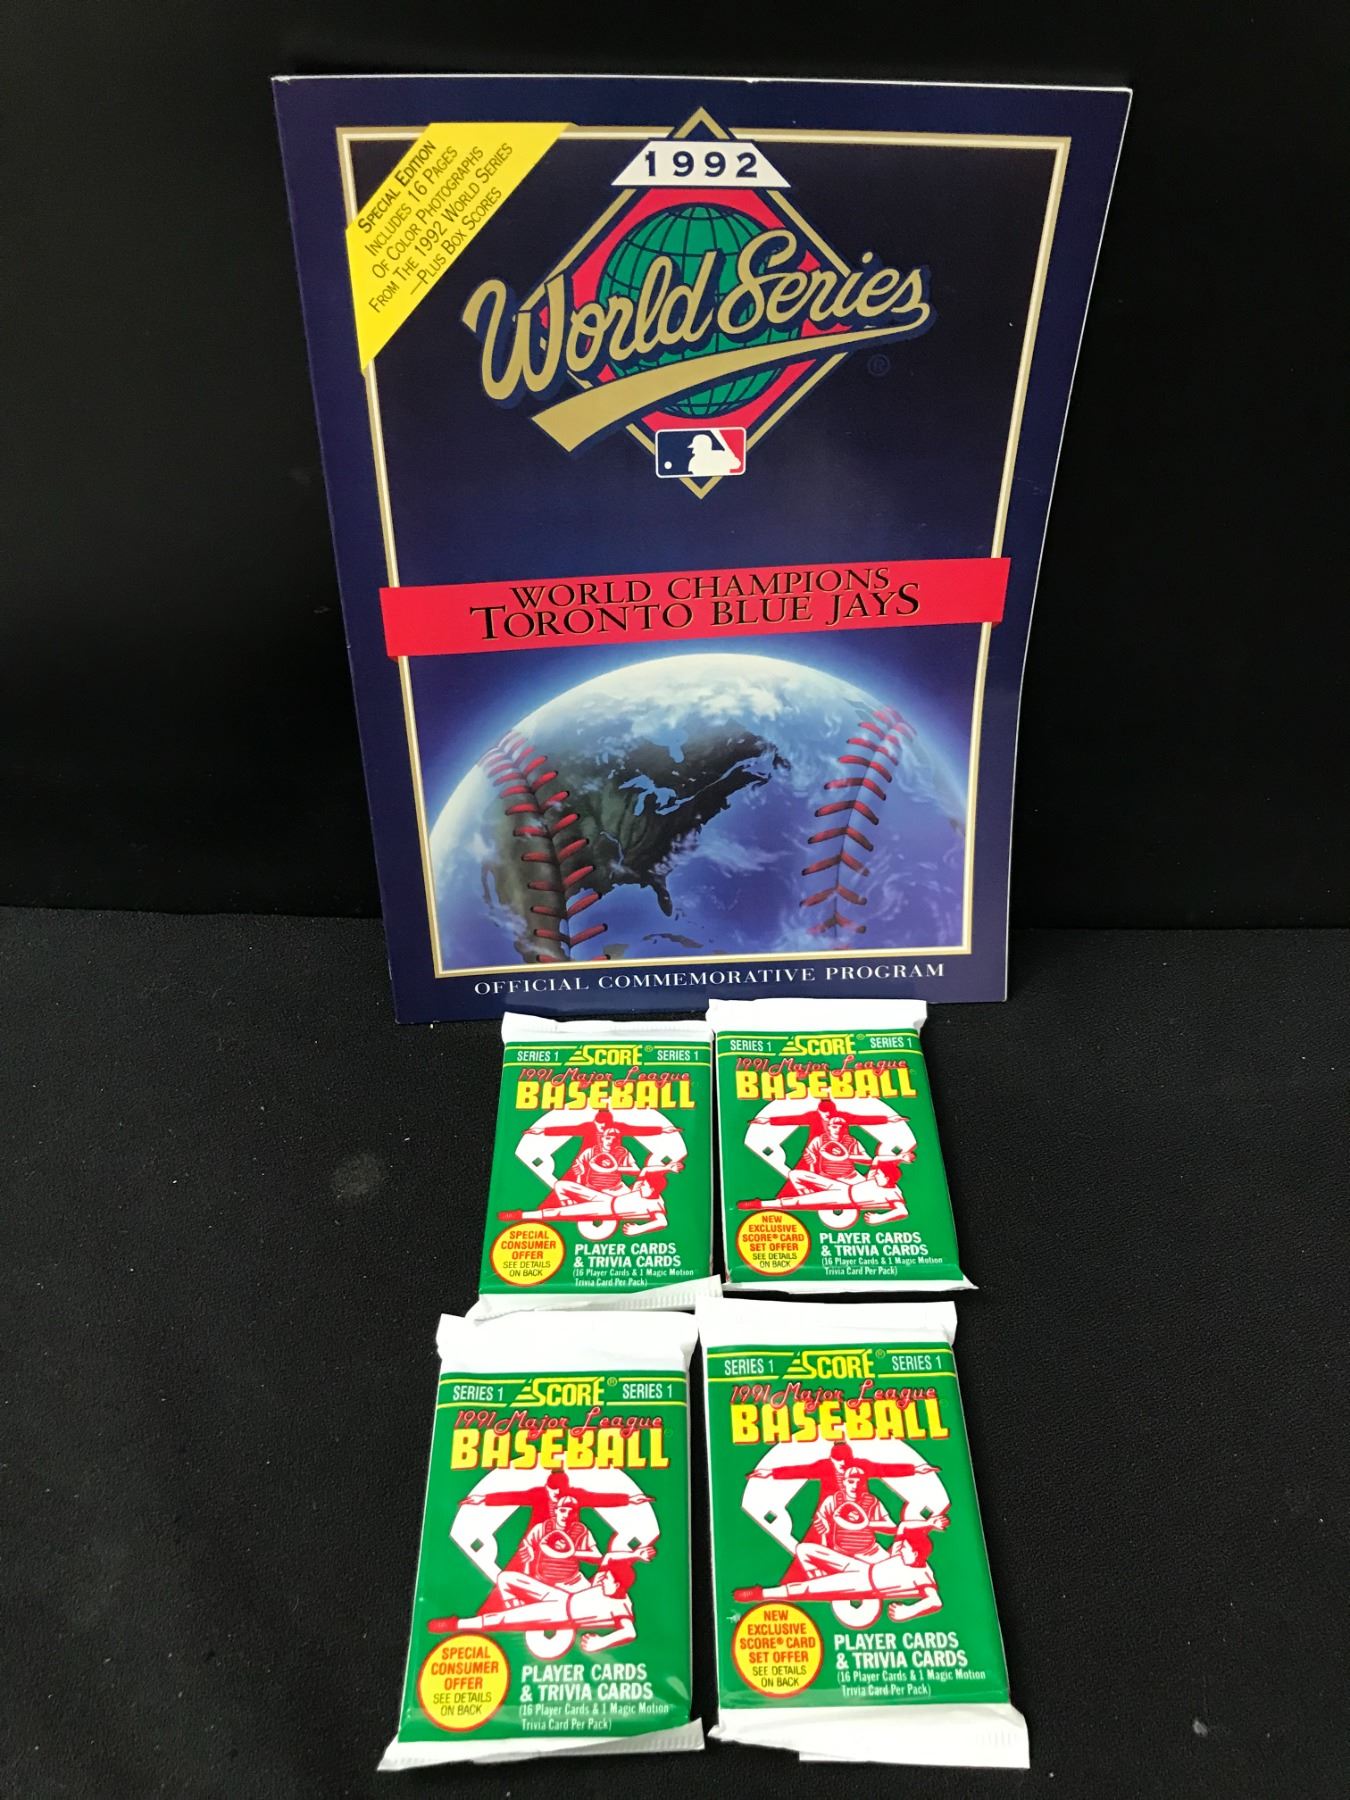 SPECIAL EDITION
INCLUDES 16 PAGES
OF COLOR PHOTOGRAPHS
FROM THE 1992 WORLD SERIES
—PLUS BOX SCORES
1992
World Series
®
WORLD CHAMPIONS
TORONTO BLUE JAYS
OFFICIAL COMMEMORATIVE PROGRAM
SERIES 1 SCORE® SERIES 1
1991 Major League
BASEBALL
SPECIAL
CONSUMER
OFFER
SEE DETAILS
ON BACK
PLAYER CARDS
& TRIVIA CARDS
(16 Player Cards & 1 Magic Motion
Trivia Card Per Pack)
SERIES 1 SCORE® SERIES 1
1991 Major League
BASEBALL
NEW
EXCLUSIVE
SCORE® CARD
SET OFFER
SEE DETAILS
ON BACK
PLAYER CARDS
& TRIVIA CARDS
(16 Player Cards & 1 Magic Motion
Trivia Card Per Pack)
SERIES 1 SCORE® SERIES 1
1991 Major League
BASEBALL
SPECIAL
CONSUMER
OFFER
SEE DETAILS
ON BACK
PLAYER CARDS
& TRIVIA CARDS
(16 Player Cards & 1 Magic Motion
Trivia Card Per Pack)
SERIES 1 SCORE® SERIES 1
1991 Major League
BASEBALL
NEW
EXCLUSIVE
SCORE® CARD
SET OFFER
SEE DETAILS
ON BACK
PLAYER CARDS
& TRIVIA CARDS
(16 Player Cards & 1 Magic Motion
Trivia Card Per Pack)